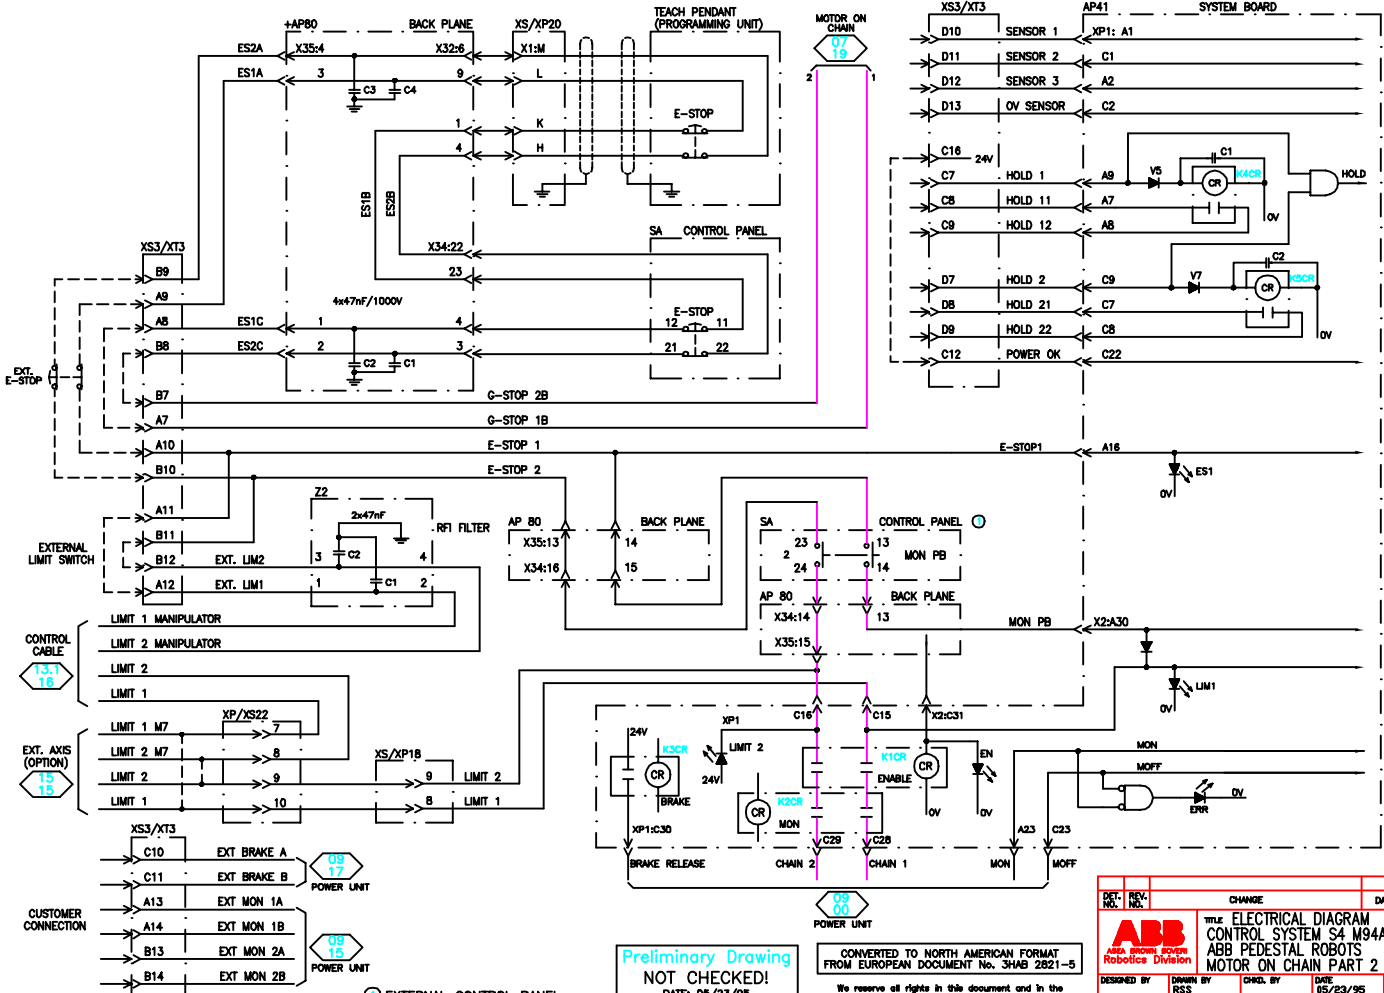 +AP80 BACK PLANE XS/XP20
TEACH PENDANT
(PROGRAMMING UNIT)
MOTOR ON
CHAIN
07
19
2 1
XS3/XT3 AP41 SYSTEM BOARD
ES2A X35:4 X32:6 X1:M
ES1A 3 9 L
C3 C4
1 K
4 H
E-STOP
ES1B
ES2B
D10 SENSOR 1 XP1: A1
D11 SENSOR 2 C1
D12 SENSOR 3 A2
D13 0V SENSOR C2
C16 24V
C7 HOLD 1 A9
C8 HOLD 11 A7
C9 HOLD 12 A8
V5 C1 CR K4CR HOLD
0V
D7 HOLD 2 C9
D8 HOLD 21 C7
D9 HOLD 22 C8
C12 POWER OK C22
V7 C2 CR K5CR
0V
XS3/XT3
X34:22
23
SA CONTROL PANEL
E-STOP
12 11
21 22
4x47nF/1000V
B9
A9
A8 ES1C 1 4
B8 ES2C 2 3
C2 C1
EXT.
E-STOP
B7 G-STOP 2B
A7 G-STOP 1B
A10 E-STOP 1 E-STOP1 A16
B10 E-STOP 2
ES1
0V
A11
B11
B12 EXT. LIM2
A12 EXT. LIM1
EXTERNAL
LIMIT SWITCH
Z2
2x47nF
RFI FILTER
3 C2 4
1 C1 2
AP 80 BACK PLANE
X35:13 14
X34:16 15
SA CONTROL PANEL 1
23 13
2 MON PB
24 14
AP 80 BACK PLANE
X34:14 13
X35:15
MON PB X2:A30
LIM1
0V
CONTROL
CABLE
13.1
16
LIMIT 1 MANIPULATOR
LIMIT 2 MANIPULATOR
LIMIT 2
LIMIT 1
EXT. AXIS
(OPTION)
15
15
LIMIT 1 M7
LIMIT 2 M7
LIMIT 2
LIMIT 1
XP/XS22
7
8
9
10
XS/XP18
9 LIMIT 2
8 LIMIT 1
C16 C15 X2:C31
24V K3CR XP1
LIMIT 2
24V
CR
BRAKE
K1CR
ENABLE
CR
0V
EN
0V
K2CR
CR
MON
MON
MOFF
ERR
0V
XP1:C30 C29 C28 A23 C23
BRAKE RELEASE CHAIN 2 CHAIN 1 MON MOFF
09
00
POWER UNIT
XS3/XT3
CUSTOMER
CONNECTION
C10 EXT BRAKE A
C11 EXT BRAKE B
09
17
POWER UNIT
A13 EXT MON 1A
A14 EXT MON 1B
B13 EXT MON 2A
B14 EXT MON 2B
09
15
POWER UNIT
1 EXTERNAL CONTROL PANEL
Preliminary Drawing
NOT CHECKED!
DATE: 05/23/95
CONVERTED TO NORTH AMERICAN FORMAT
FROM EUROPEAN DOCUMENT No. 3HAB 2821-5
We reserve all rights in this document and in the
DET. NO. REV. NO. CHANGE DA
ABB
ASEA BROWN BOVERI
Robotics Division
TITLE ELECTRICAL DIAGRAM
CONTROL SYSTEM S4 M94A
ABB PEDESTAL ROBOTS
MOTOR ON CHAIN PART 2
DESIGNED BY DRAWN BY CHKD. BY DATE
RSS 05/23/95